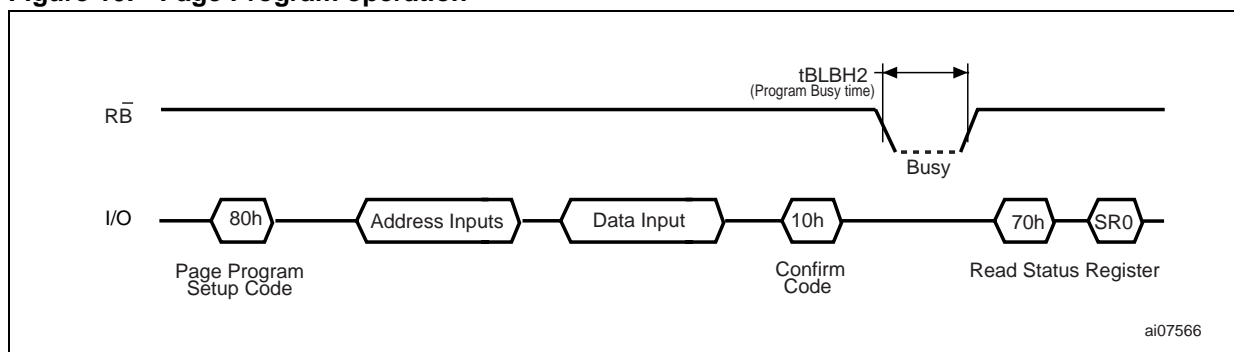 Figure 10. Page Program operation
tBLBH2
(Program Busy time)
RB̅
Busy
I/O
80h
Address Inputs
Data Input
10h
70h
SR0
Page Program
Setup Code
Confirm
Code
Read Status Register
ai07566